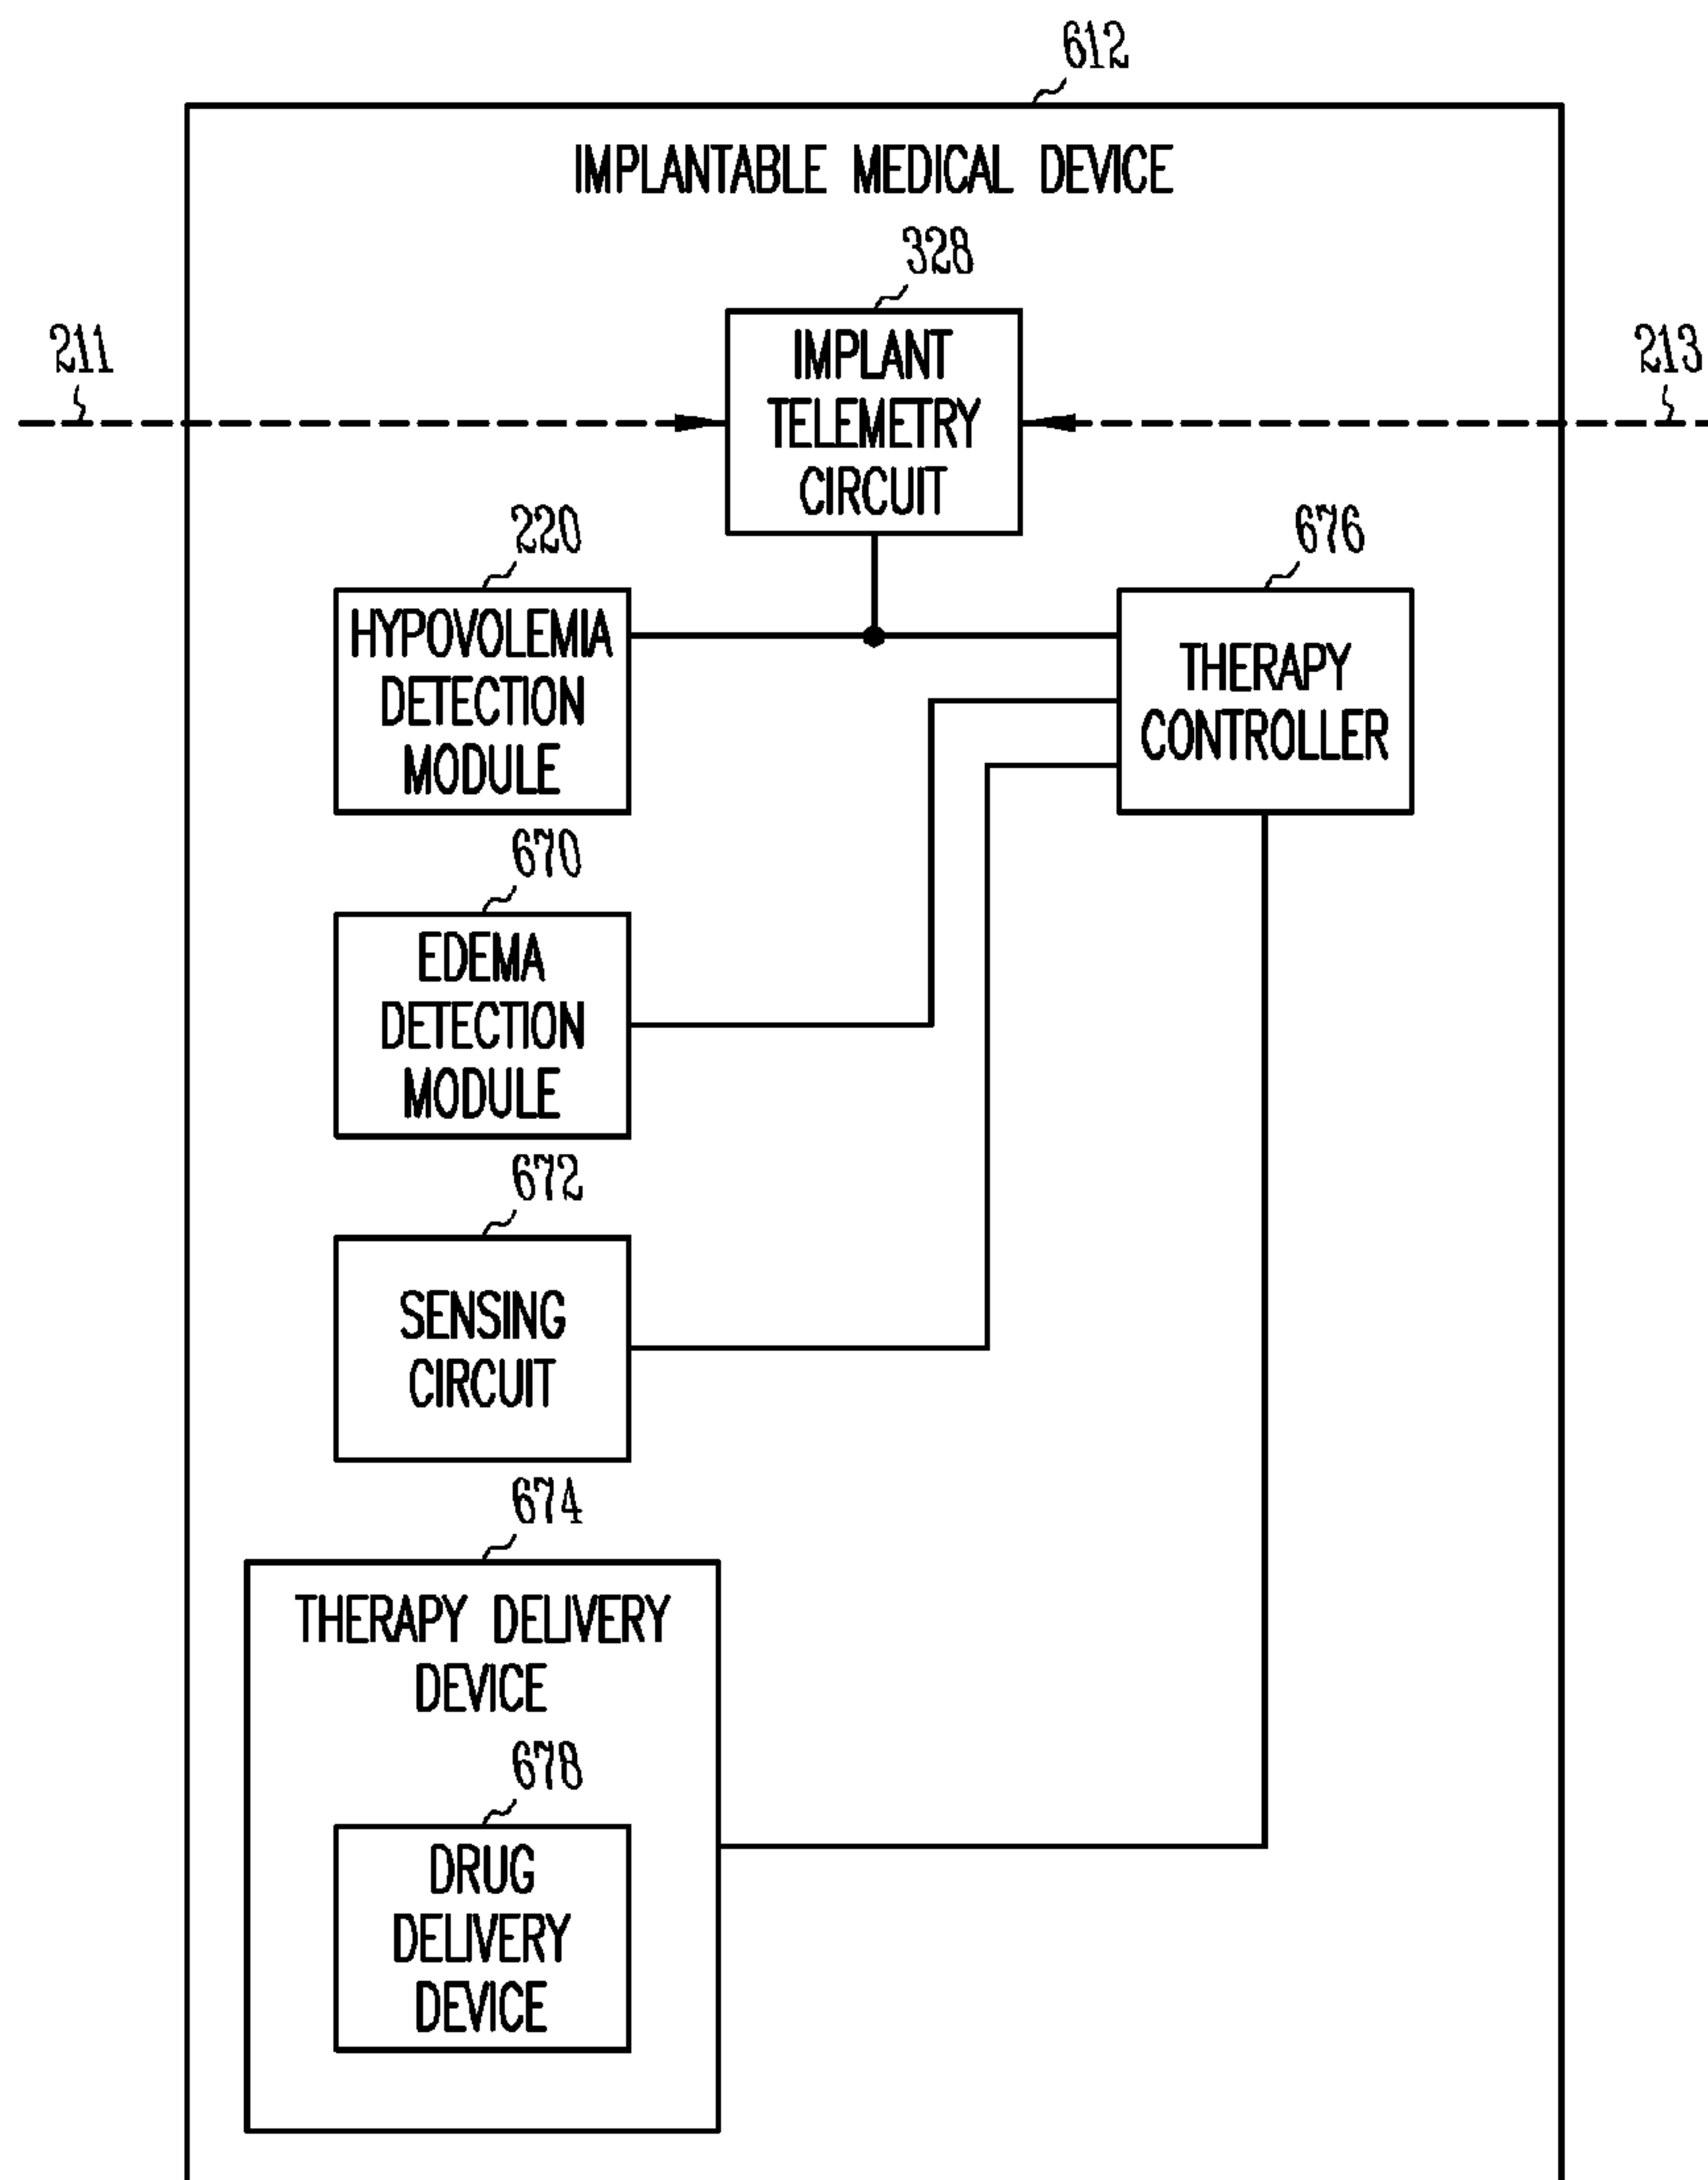 612
IMPLANTABLE MEDICAL DEVICE
328
211
IMPLANT
TELEMETRY
CIRCUIT
213
220
HYPOVOLEMIA
DETECTION
MODULE
676
THERAPY
CONTROLLER
670
EDEMA
DETECTION
MODULE
672
SENSING
CIRCUIT
674
THERAPY DELIVERY
DEVICE
678
DRUG
DELIVERY
DEVICE